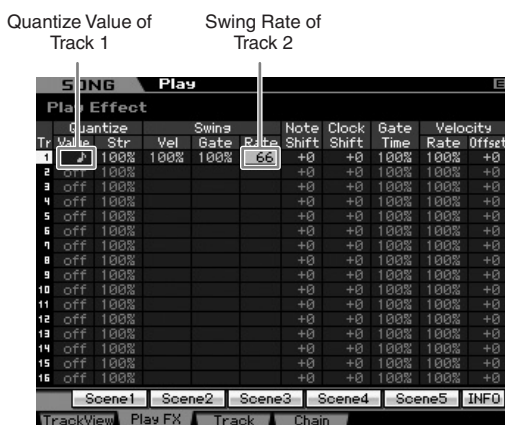 Quantize Value of Track 1
Swing Rate of Track 2
SONG Play
Play Effect
Quantize Swing Note Clock Gate Velocity
Tr Value Str Vel Gate Rate Shift Shift Time Rate Offset
1 ♪ 100% 100% 100% 66 +0 +0 100% 100% +0
2 off 100% +0 +0 100% 100% +0
3 off 100% +0 +0 100% 100% +0
4 off 100% +0 +0 100% 100% +0
5 off 100% +0 +0 100% 100% +0
6 off 100% +0 +0 100% 100% +0
7 off 100% +0 +0 100% 100% +0
8 off 100% +0 +0 100% 100% +0
9 off 100% +0 +0 100% 100% +0
10 off 100% +0 +0 100% 100% +0
11 off 100% +0 +0 100% 100% +0
12 off 100% +0 +0 100% 100% +0
13 off 100% +0 +0 100% 100% +0
14 off 100% +0 +0 100% 100% +0
15 off 100% +0 +0 100% 100% +0
16 off 100% +0 +0 100% 100% +0
Scene1 Scene2 Scene3 Scene4 Scene5 INFO
TrackView Play FX Track Chain